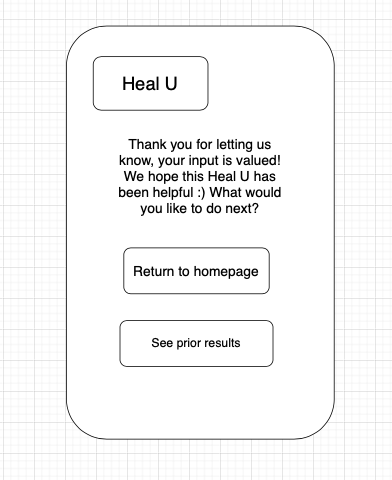 Heal U
Thank you for letting us
know, your input is valued!
We hope this Heal U has
been helpful :) What would
you like to do next?
Return to homepage
See prior results